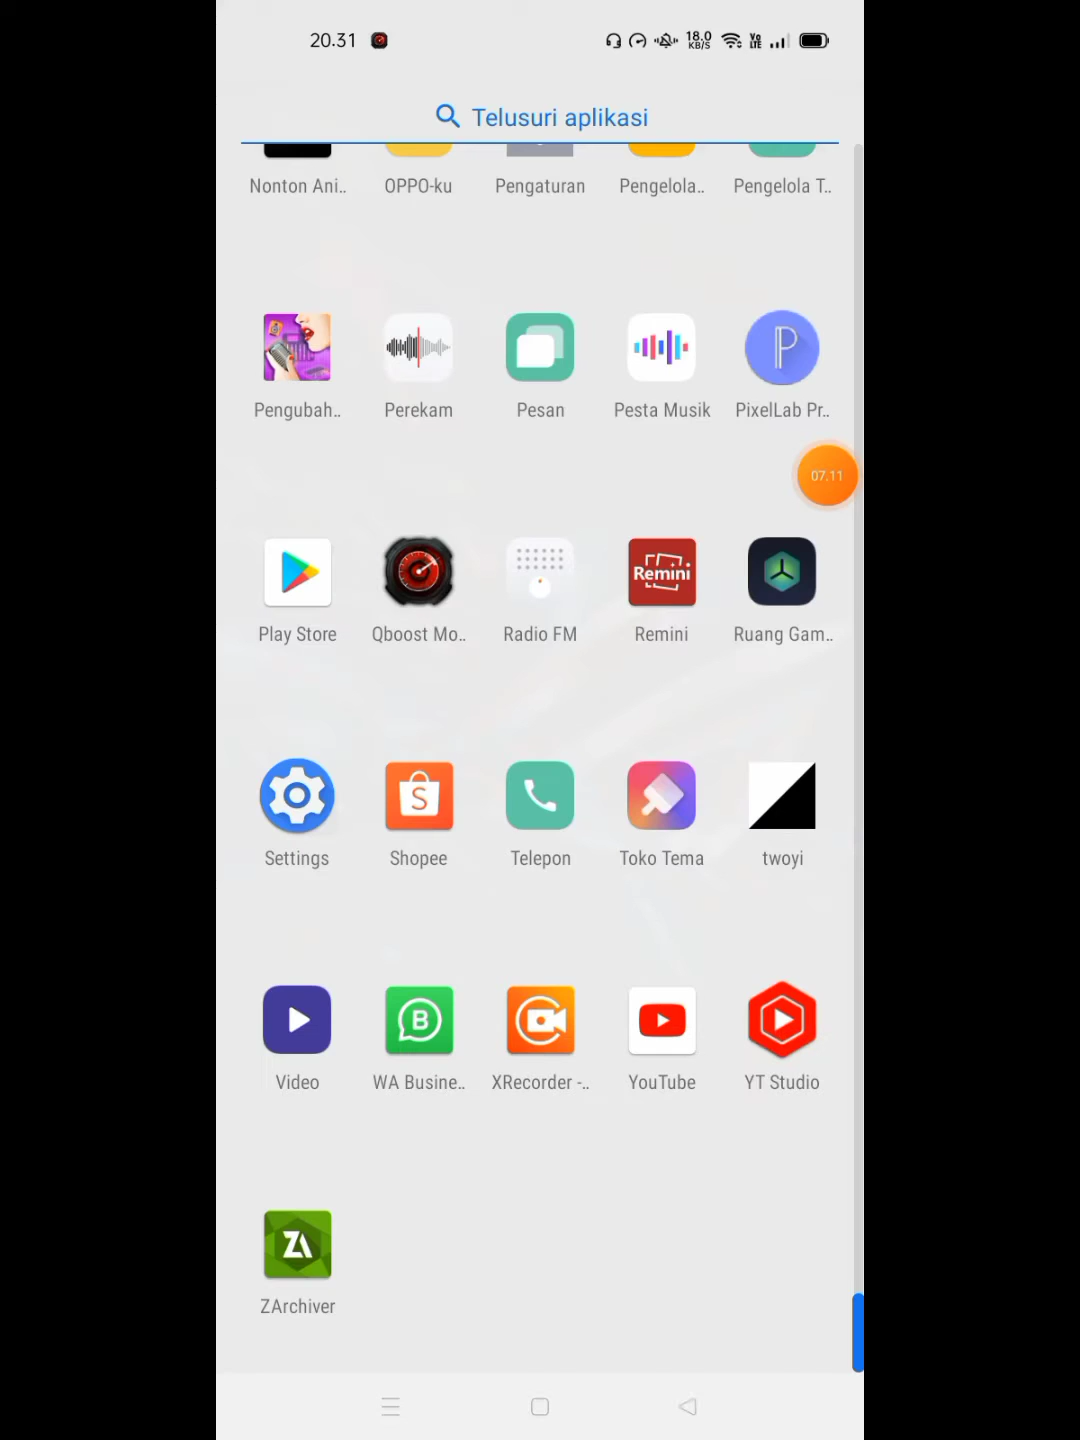 20.31 18.0 KB/S Vo LTE
Telusuri aplikasi
Nonton Ani.. OPPO-ku Pengaturan Pengelola.. Pengelola T..
Pengubah.. Perekam Pesan Pesta Musik PixelLab Pr..
07.11
Remini
Play Store Qboost Mo.. Radio FM Remini Ruang Gam..
Settings Shopee Telepon Toko Tema twoyi
Video WA Busine.. XRecorder -.. YouTube YT Studio
ZArchiver